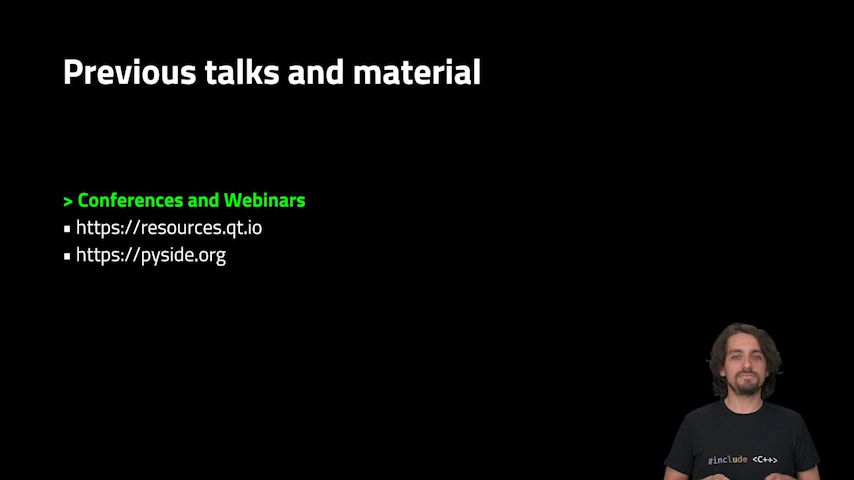 Previous talks and material
> Conferences and Webinars
▪ https://resources.qt.io
▪ https://pyside.org
#include <C++>